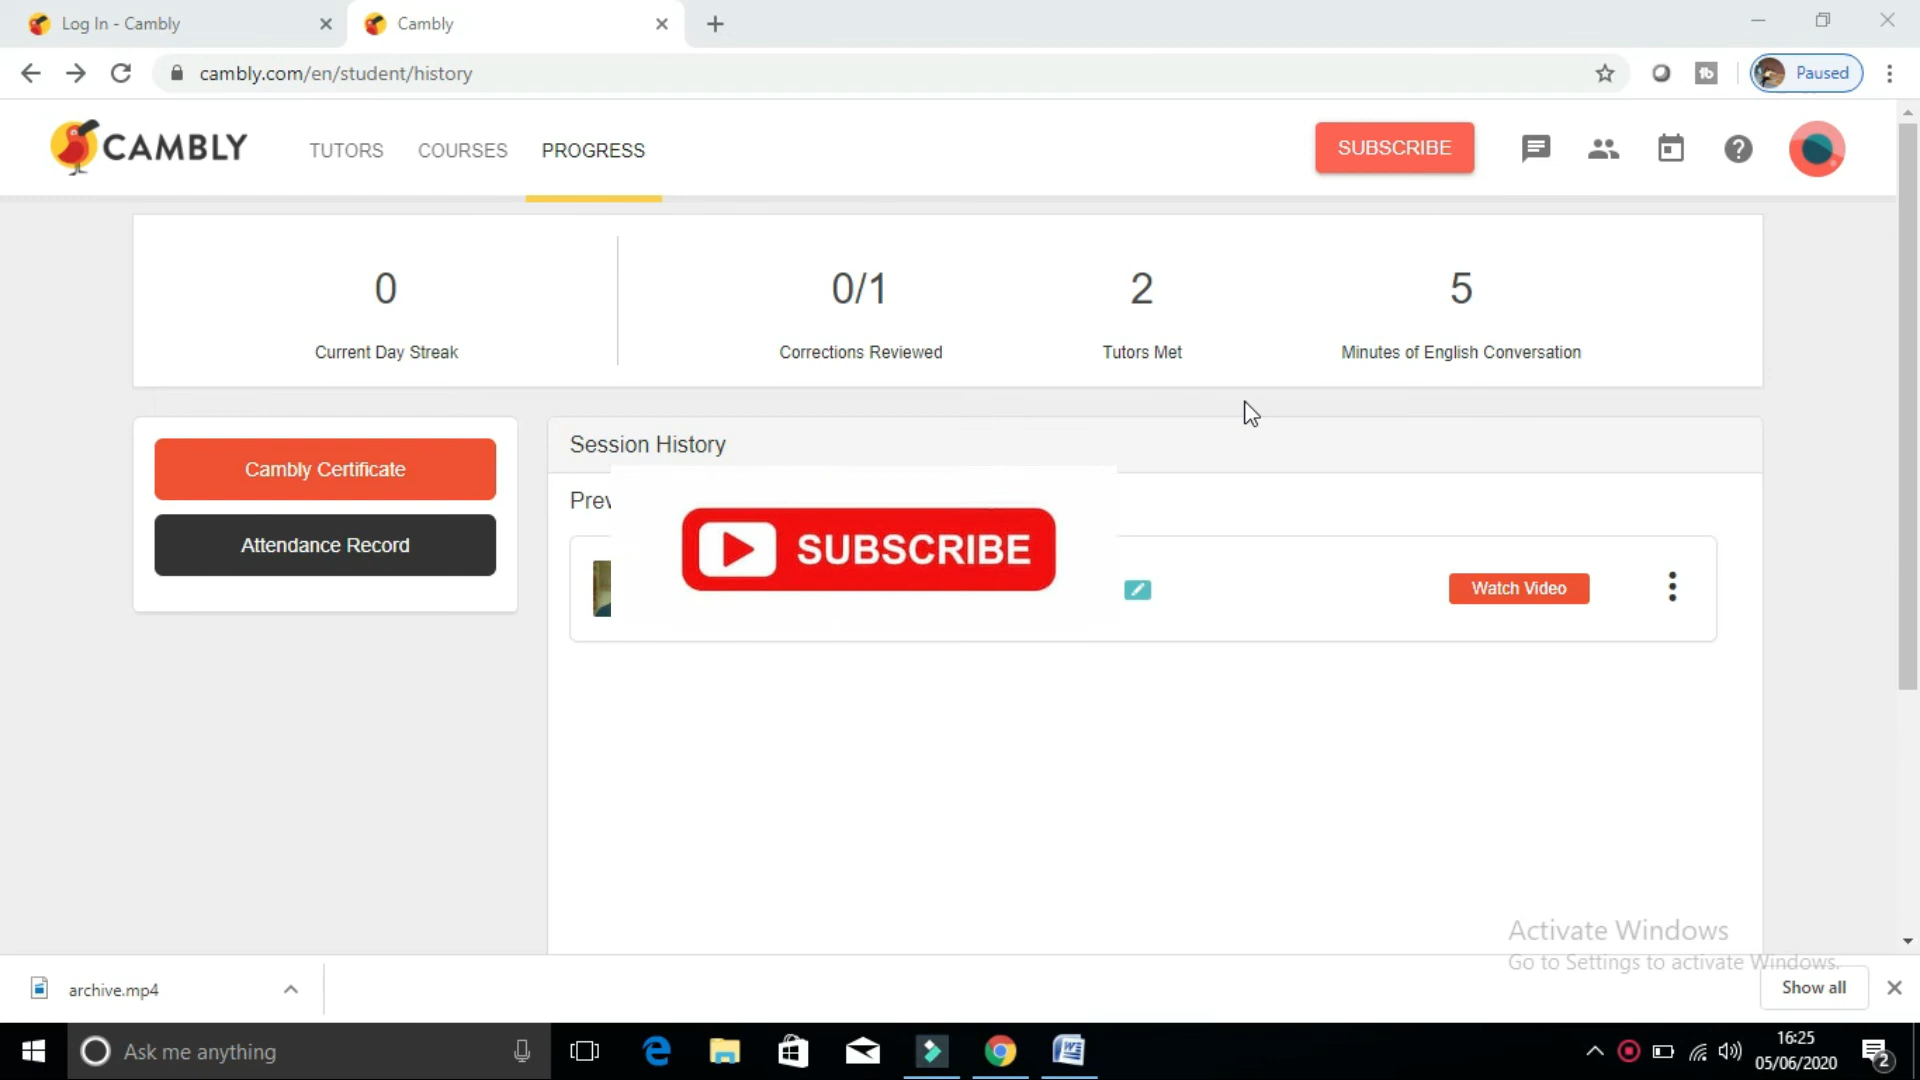 Log In - Cambly
Cambly
cambly.com/en/student/history
Paused
CAMBLY
TUTORS
COURSES
PROGRESS
SUBSCRIBE
0
0/1
2
5
Current Day Streak
Corrections Reviewed
Tutors Met
Minutes of English Conversation
Cambly Certificate
Attendance Record
Session History
Prev
SUBSCRIBE
Watch Video
Activate Windows
Go to Settings to activate Windows.
archive.mp4
Show all
Ask me anything
16:25
05/06/2020
2